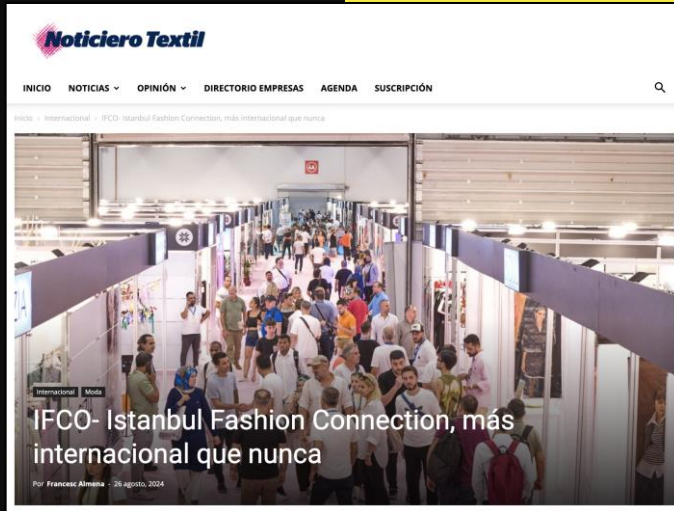 Noticiero Textil
INICIO NOTICIAS OPINIÓN DIRECTORIO EMPRESAS AGENDA SUSCRIPCIÓN
Inicio › Internacional › IFCO- Istanbul Fashion Connection, más internacional que nunca
Internacional Moda
IFCO- Istanbul Fashion Connection, más
internacional que nunca
Por Francesc Almena - 26 agosto, 2024